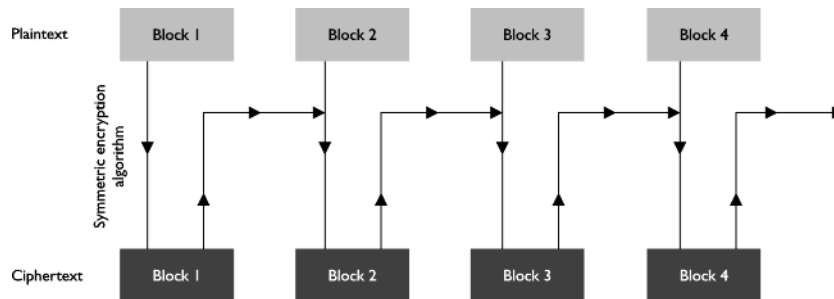 Plaintext
Block 1
Block 2
Block 3
Block 4
Symmetric encryption
algorithm
Ciphertext
Block 1
Block 2
Block 3
Block 4